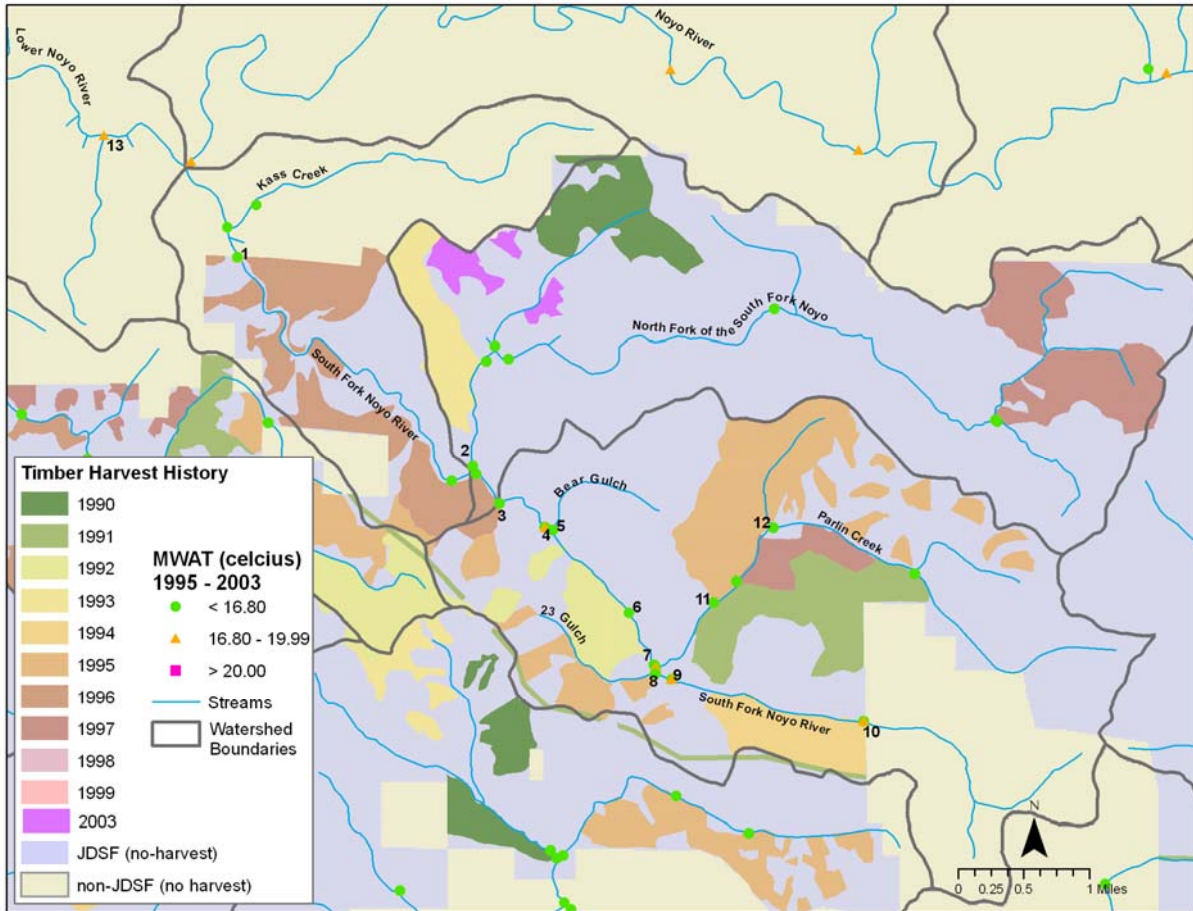 Noyo River
Lower Noyo River
13
Kass Creek
1
North Fork of the South Fork Noyo
South Fork Noyo River
2
3
Bear Gulch
4
5
12
Parlin Creek
6
11
23 Gulch
7
8
9
South Fork Noyo River
10
Timber Harvest History
1990
1991
1992
1993
1994
1995
1996
1997
1998
1999
2003
JDSF (no-harvest)
non-JDSF (no harvest)
MWAT (celcius)
1995 - 2003
< 16.80
16.80 - 19.99
> 20.00
Streams
Watershed
Boundaries
N
0 0.25 0.5 1 Miles